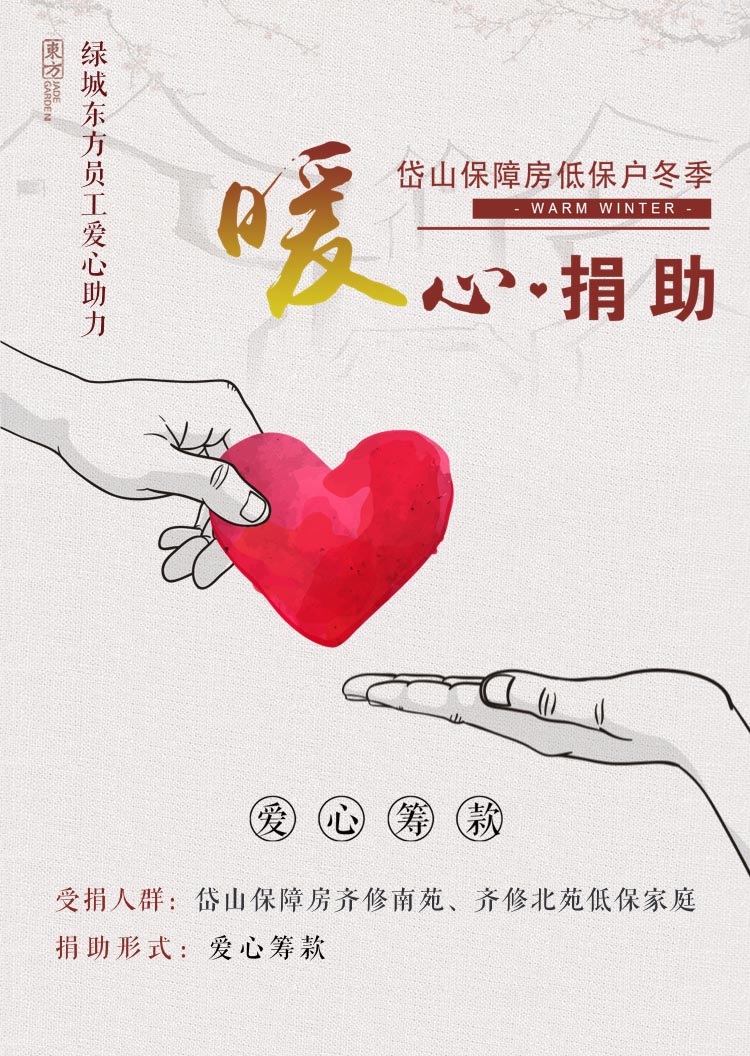 東方
JADE
GARDEN
绿城东方员工爱心助力
岱山保障房低保户冬季
- WARM WINTER -
暖心·捐助
爱心筹款
受捐人群：岱山保障房齐修南苑、齐修北苑低保家庭
捐助形式：爱心筹款